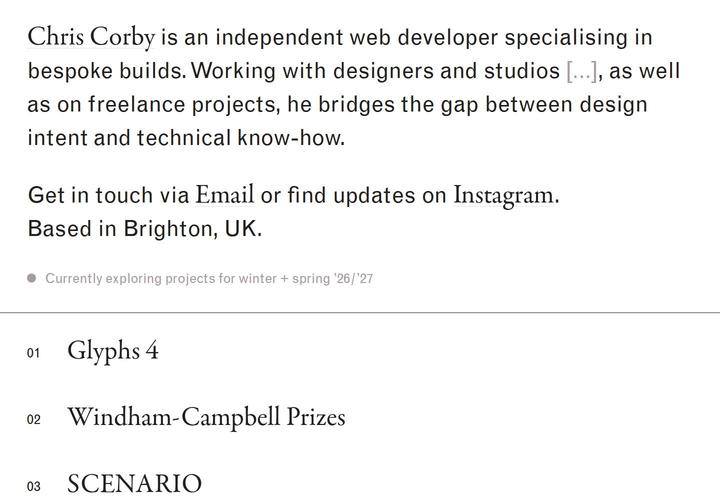 Chris Corby is an independent web developer specialising in
bespoke builds. Working with designers and studios [...], as well
as on freelance projects, he bridges the gap between design
intent and technical know-how.
Get in touch via Email or find updates on Instagram.
Based in Brighton, UK.
Currently exploring projects for winter + spring '26/'27
01 Glyphs 4
02 Windham-Campbell Prizes
03 SCENARIO